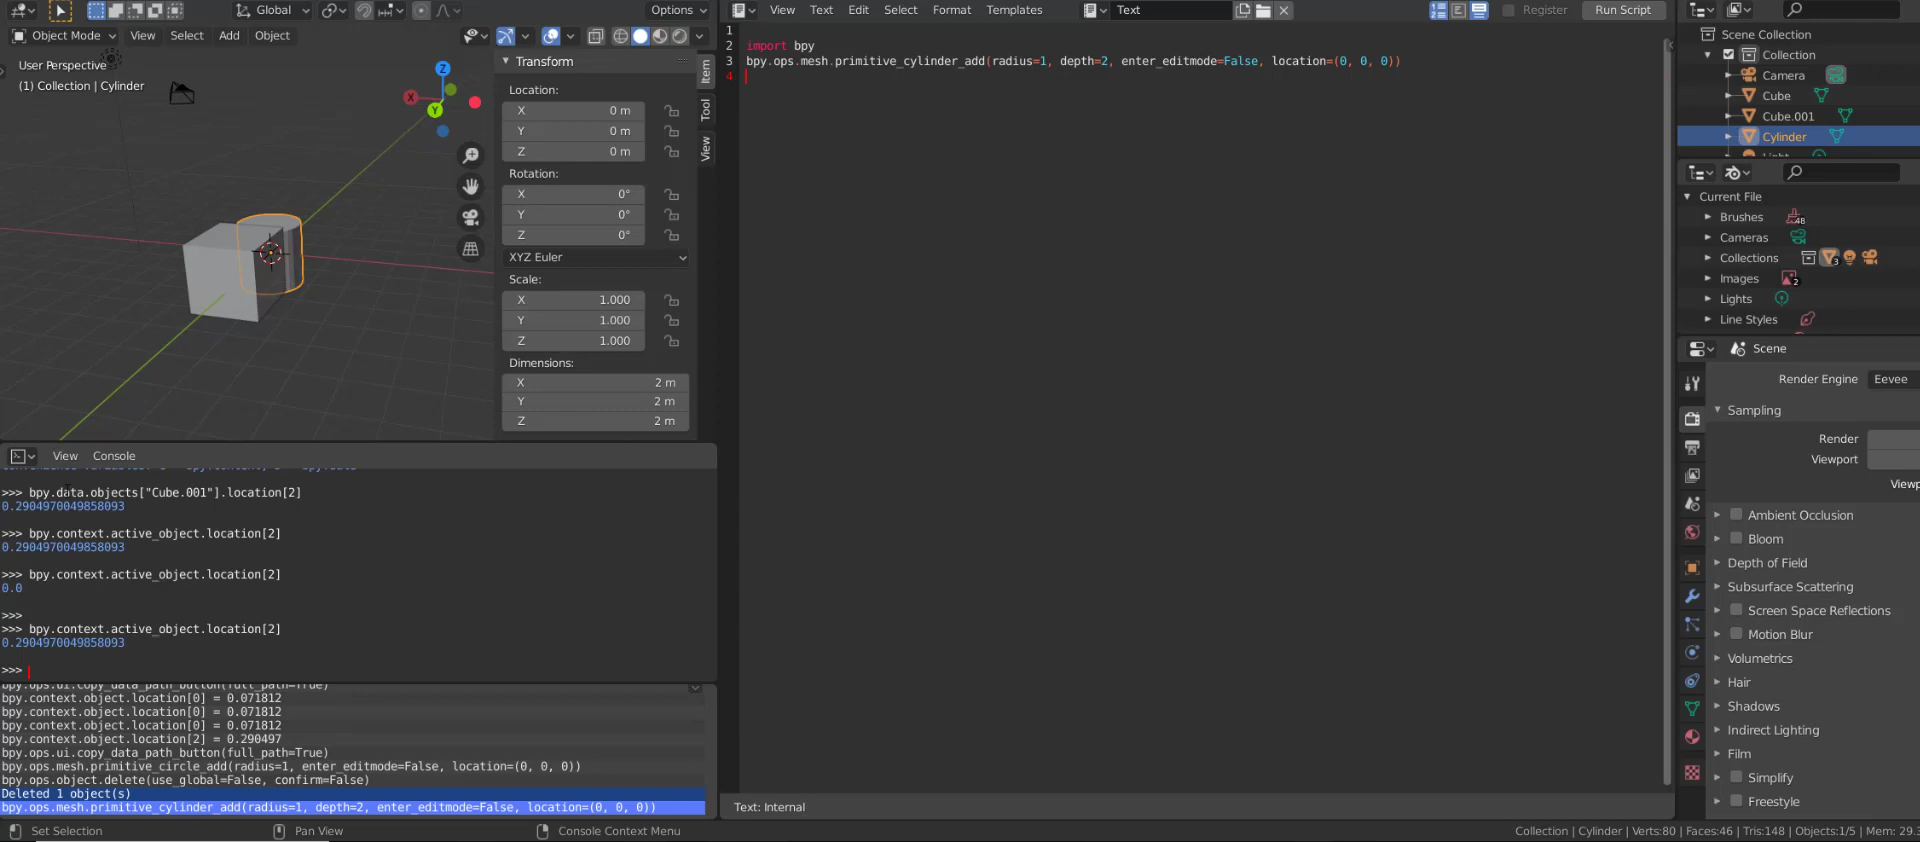 Global
Options
Object Mode
View
Select
Add
Object
User Perspective
(1) Collection | Cylinder
Z
X
Y
Transform
Location:
X 0 m
Y 0 m
Z 0 m
Rotation:
X 0°
Y 0°
Z 0°
XYZ Euler
Scale:
X 1.000
Y 1.000
Z 1.000
Dimensions:
X 2 m
Y 2 m
Z 2 m
Item
Tool
View
View
Console
>>> bpy.data.objects["Cube.001"].location[2]
0.2904970049858093
>>> bpy.context.active_object.location[2]
0.2904970049858093
>>> bpy.context.active_object.location[2]
0.0
>>>
>>> bpy.context.active_object.location[2]
0.2904970049858093
>>>
bpy.ops.ui.copy_data_path_button(full_path=True)
bpy.context.object.location[0] = 0.071812
bpy.context.object.location[0] = 0.071812
bpy.context.object.location[0] = 0.071812
bpy.context.object.location[2] = 0.290497
bpy.ops.ui.copy_data_path_button(full_path=True)
bpy.ops.mesh.primitive_circle_add(radius=1, enter_editmode=False, location=(0, 0, 0))
bpy.ops.object.delete(use_global=False, confirm=False)
Deleted 1 object(s)
bpy.ops.mesh.primitive_cylinder_add(radius=1, depth=2, enter_editmode=False, location=(0, 0, 0))
View
Text
Edit
Select
Format
Templates
Text
Register
Run Script
1
2 import bpy
3 bpy.ops.mesh.primitive_cylinder_add(radius=1, depth=2, enter_editmode=False, location=(0, 0, 0))
4
Text: Internal
Scene Collection
Collection
Camera
Cube
Cube.001
Cylinder
Light
Current File
Brushes 48
Cameras
Collections 3
Images 2
Lights
Line Styles
Scene
Render Engine Eevee
Sampling
Render
Viewport
Viewp
Ambient Occlusion
Bloom
Depth of Field
Subsurface Scattering
Screen Space Reflections
Motion Blur
Volumetrics
Hair
Shadows
Indirect Lighting
Film
Simplify
Freestyle
Set Selection
Pan View
Console Context Menu
Collection | Cylinder | Verts:80 | Faces:46 | Tris:148 | Objects:1/5 | Mem: 29.3